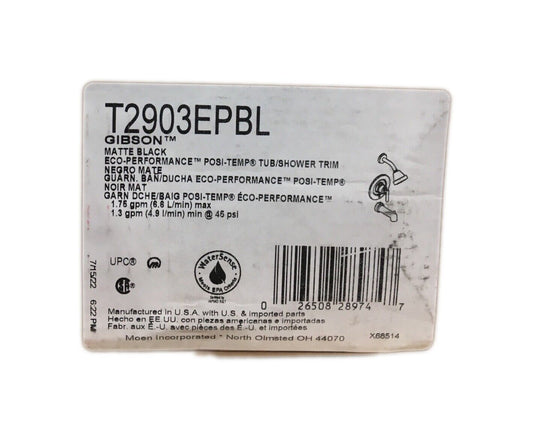 T2903EPBL
GIBSON™
MATTE BLACK
ECO-PERFORMANCE™ POSI-TEMP® TUB/SHOWER TRIM
NEGRO MATE
GUARN. BAN/DUCHA ECO-PERFORMANCE™ POSI-TEMP®
NOIR MAT
GARN DCHE/BAIG POSI-TEMP® ÉCO-PERFORMANCE™
1.75 gpm (6.6 L/min) max
1.3 gpm (4.9 l/min) min @ 45 psi
UPC®
WaterSense
Meets EPA Criteria
0 26508 28974 7
7/15/22 6:22 PM
Manufactured in U.S.A. with U.S. & imported parts
Hecho en EE.UU. con piezas americanas e importadas
Fabr. aux É.-U. avec pièces des É.-U. et importées
Moen Incorporated * North Olmsted OH 44070
X68514